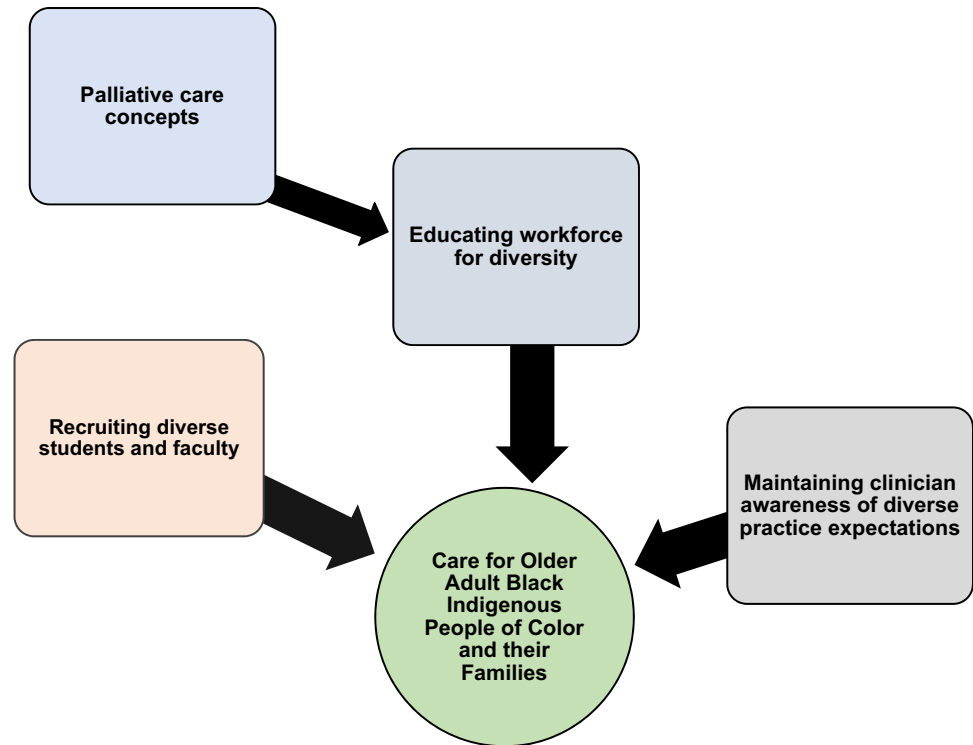 Palliative care
concepts
Educating workforce
for diversity
Recruiting diverse
students and faculty
Maintaining clinician
awareness of diverse
practice expectations
Care for Older
Adult Black
Indigenous
People of Color
and their
Families